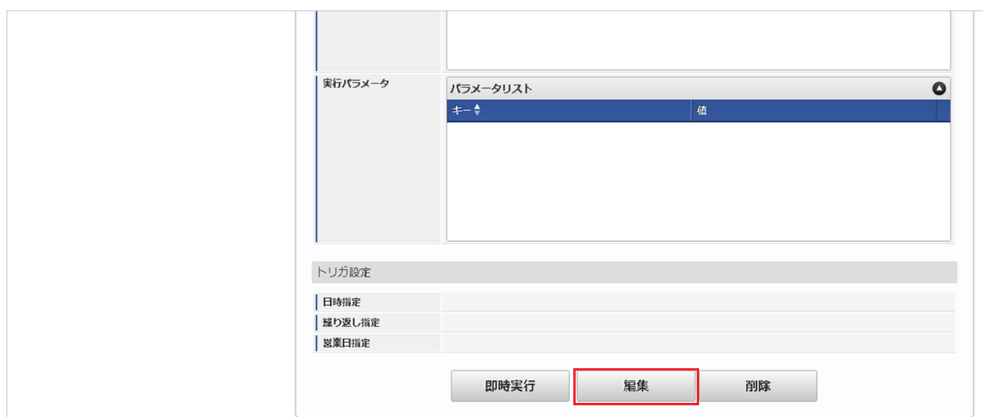 実行パラメータ
パラメータリスト
キー 値
トリガ設定
日時指定
繰り返し指定
営業日指定
即時実行 編集 削除